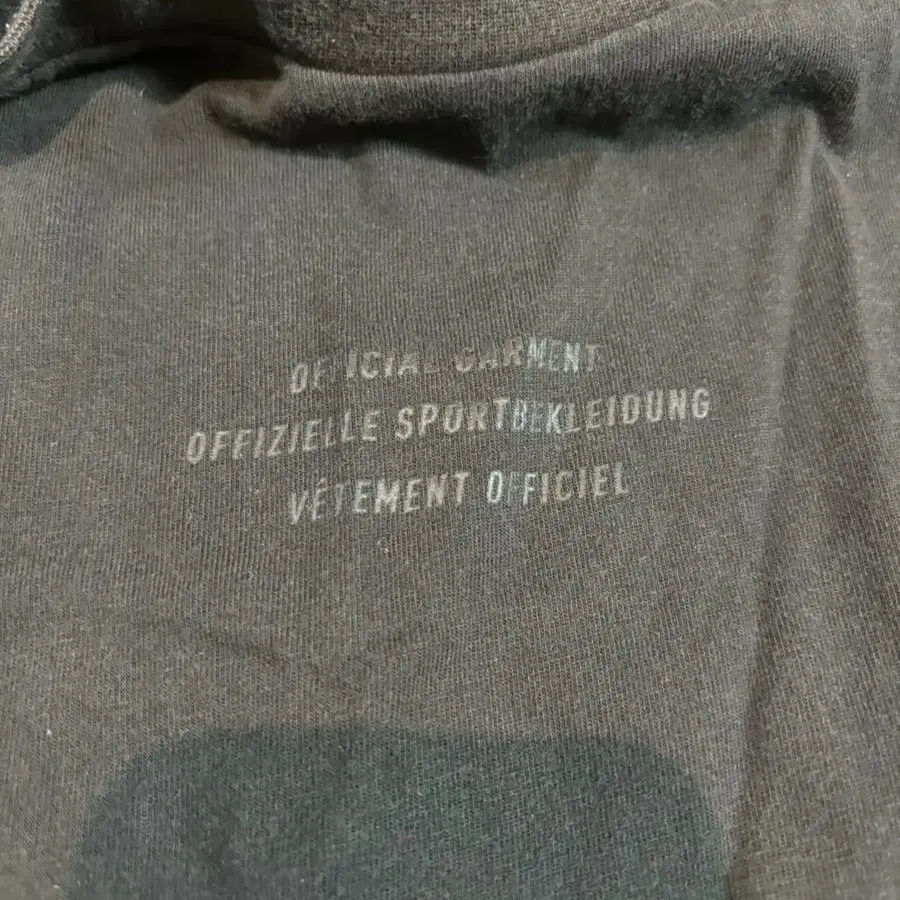 OFFICIAL GARMENT
OFFIZIELLE SPORTBEKLEIDUNG
VÊTEMENT OFFICIEL